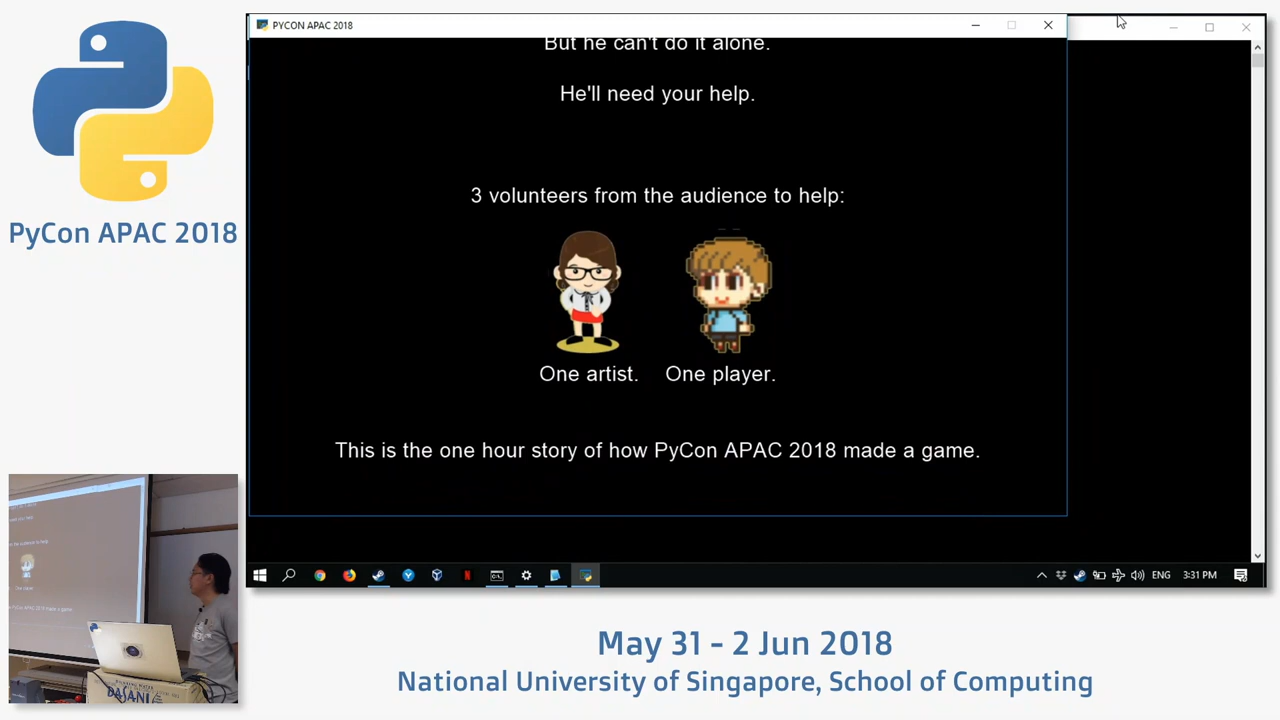 PYCON APAC 2018
But he can't do it alone.
He'll need your help.
3 volunteers from the audience to help:
One artist. One player.
This is the one hour story of how PyCon APAC 2018 made a game.
ENG 3:31 PM
PyCon APAC 2018
DASANI
May 31 - 2 Jun 2018
National University of Singapore, School of Computing